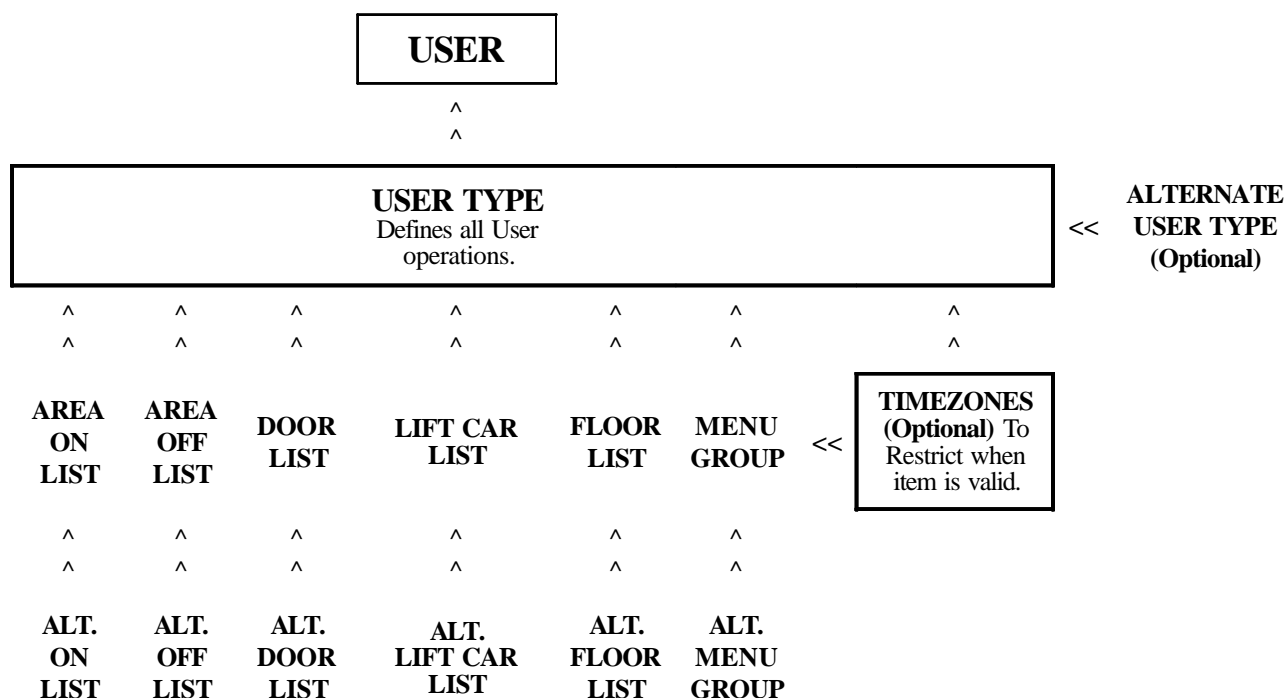 USER
^
^
USER TYPE
Defines all User
operations.
<<
ALTERNATE
USER TYPE
(Optional)
^ ^ ^ ^ ^ ^ ^
^ ^ ^ ^ ^ ^ ^
AREA
ON
LIST
AREA
OFF
LIST
DOOR
LIST
LIFT CAR
LIST
FLOOR
LIST
MENU
GROUP
<<
TIMEZONES
(Optional) To
Restrict when
item is valid.
^ ^ ^ ^ ^ ^
^ ^ ^ ^ ^ ^
ALT.
ON
LIST
ALT.
OFF
LIST
ALT.
DOOR
LIST
ALT.
LIFT CAR
LIST
ALT.
FLOOR
LIST
ALT.
MENU
GROUP